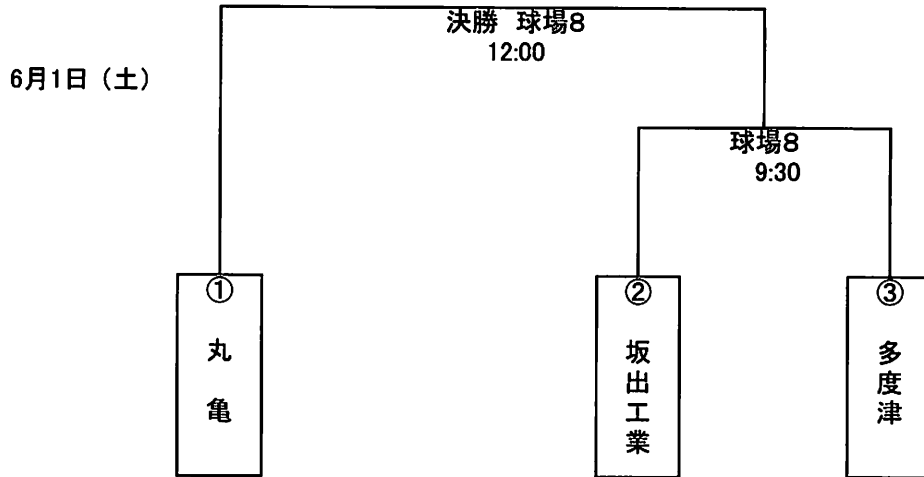 決勝 球場8
12:00
6月1日（土）
球場8
9:30
①
丸亀
②
坂出工業
③
多度津